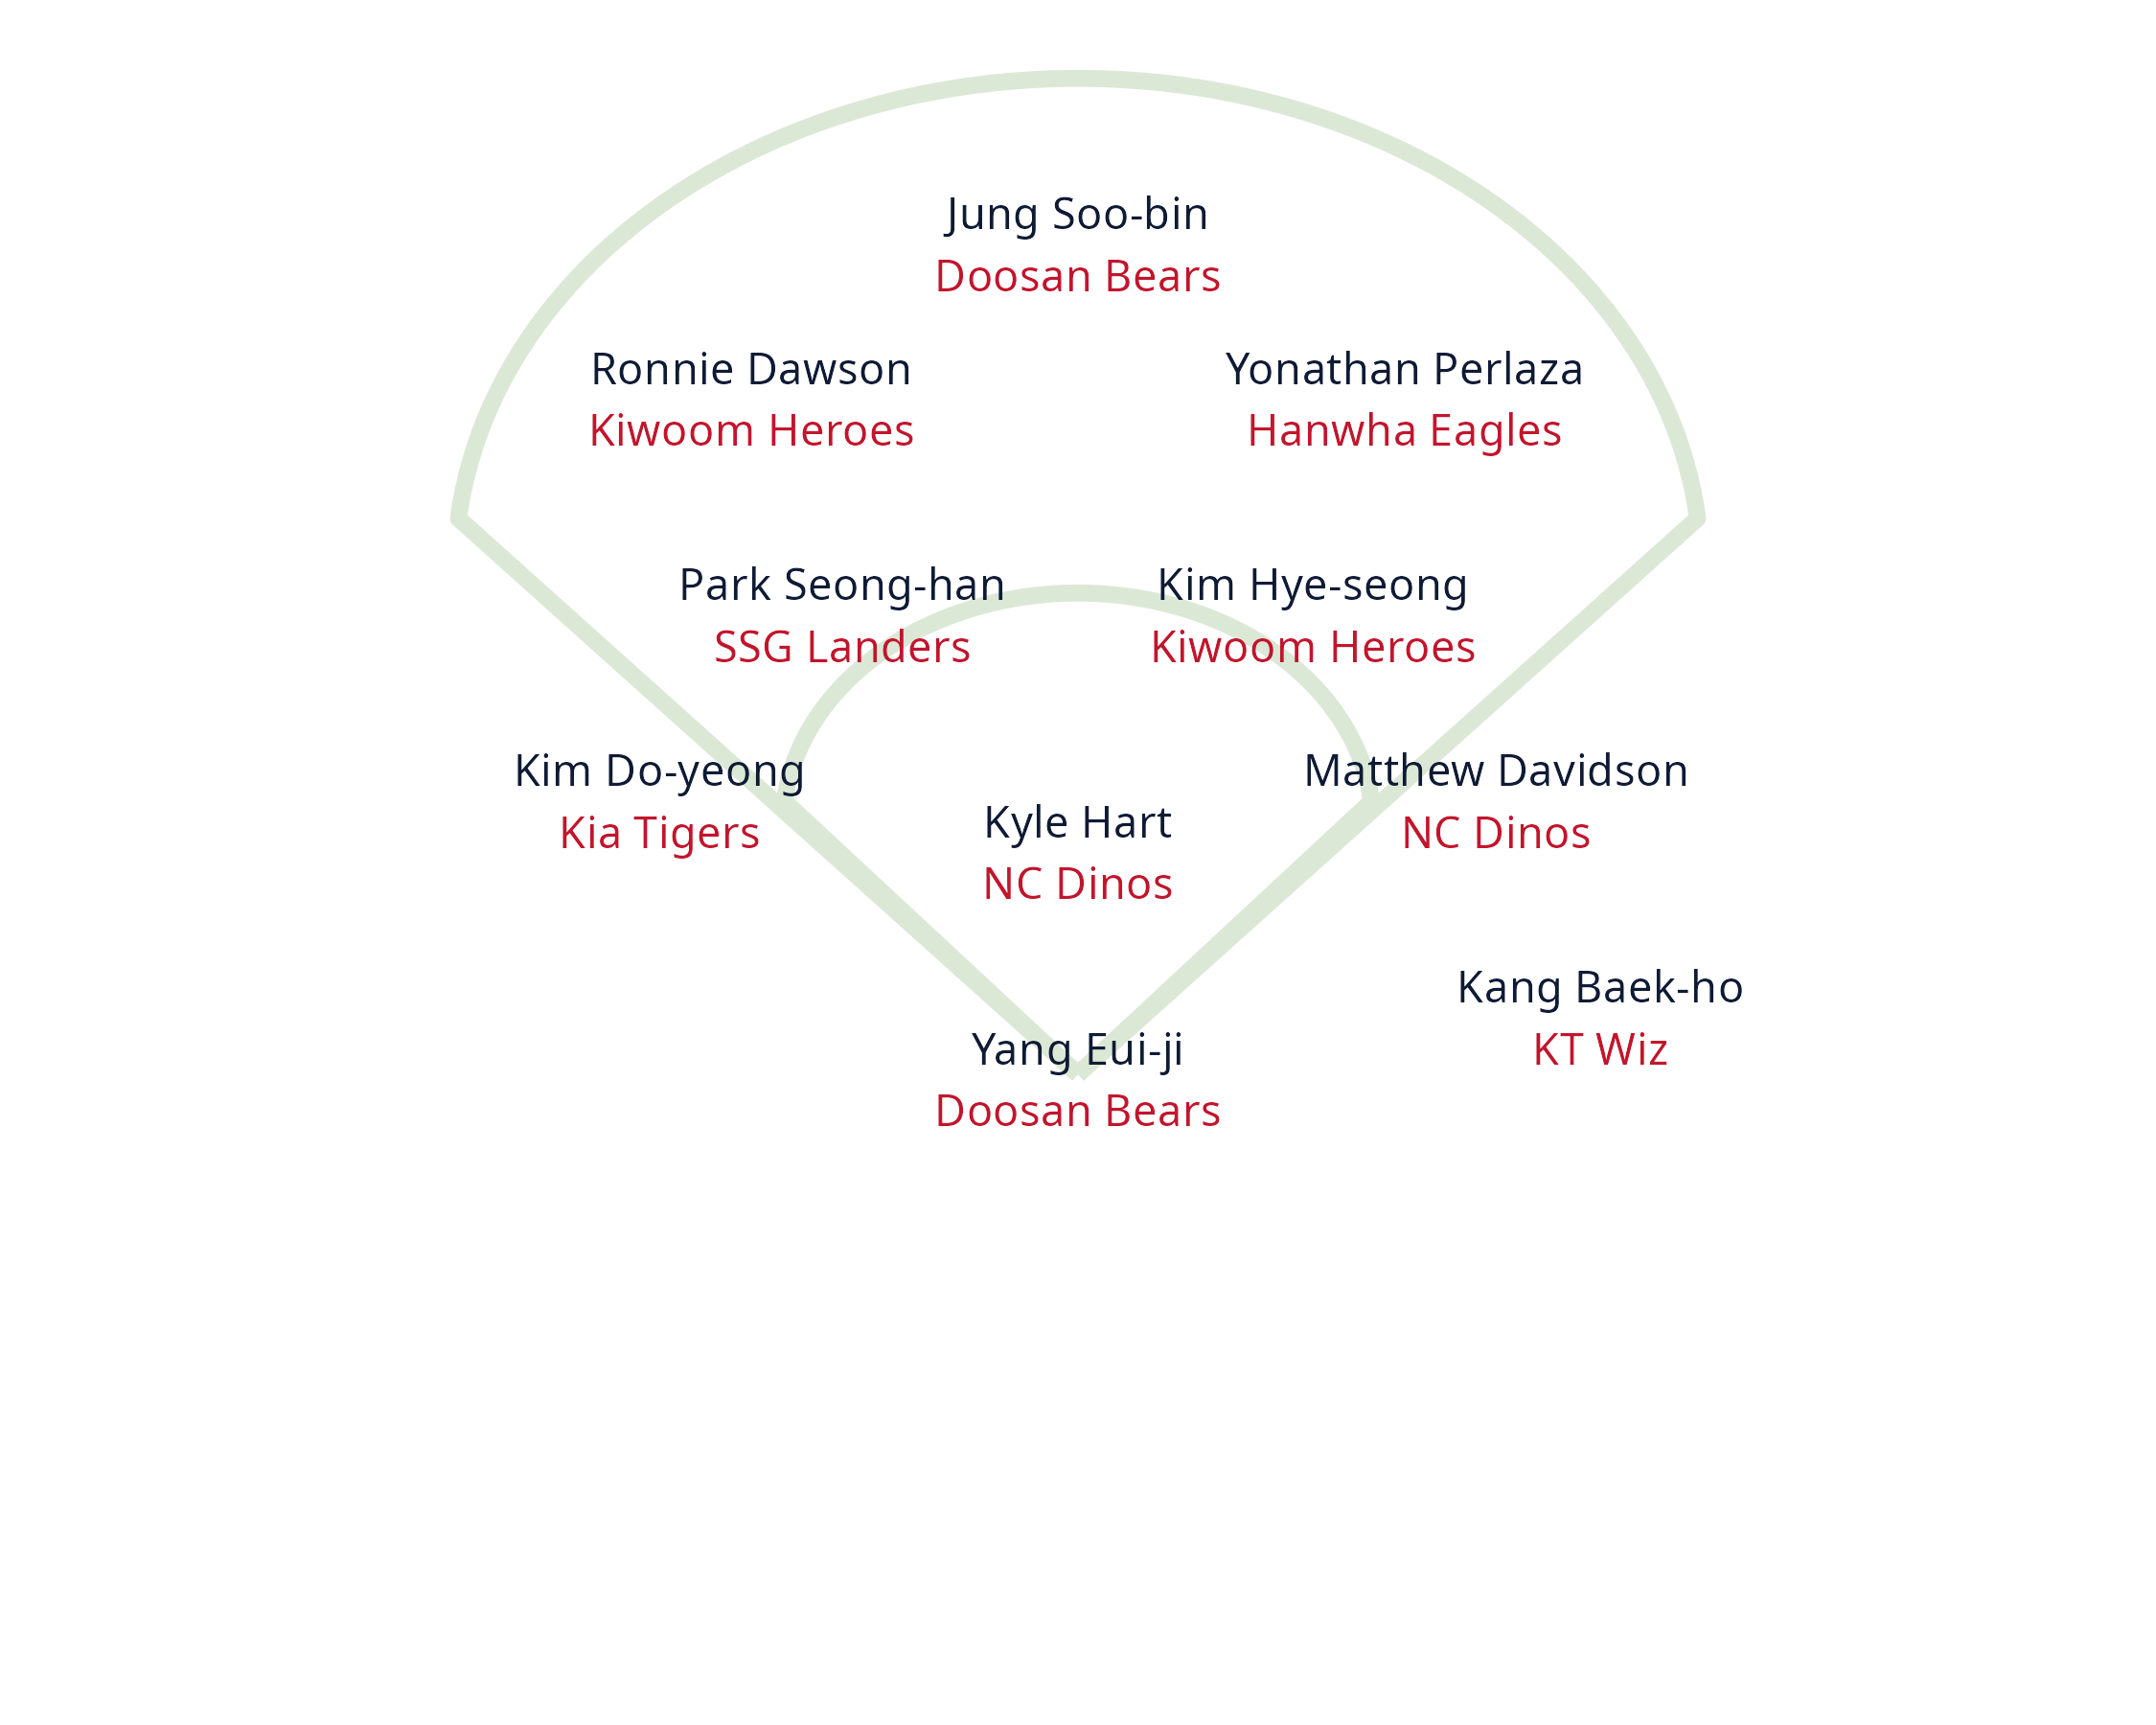 Jung Soo-bin
Doosan Bears
Ronnie Dawson
Kiwoom Heroes
Yonathan Perlaza
Hanwha Eagles
Park Seong-han
SSG Landers
Kim Hye-seong
Kiwoom Heroes
Kim Do-yeong
Kia Tigers
Matthew Davidson
NC Dinos
Kyle Hart
NC Dinos
Kang Baek-ho
KT Wiz
Yang Eui-ji
Doosan Bears